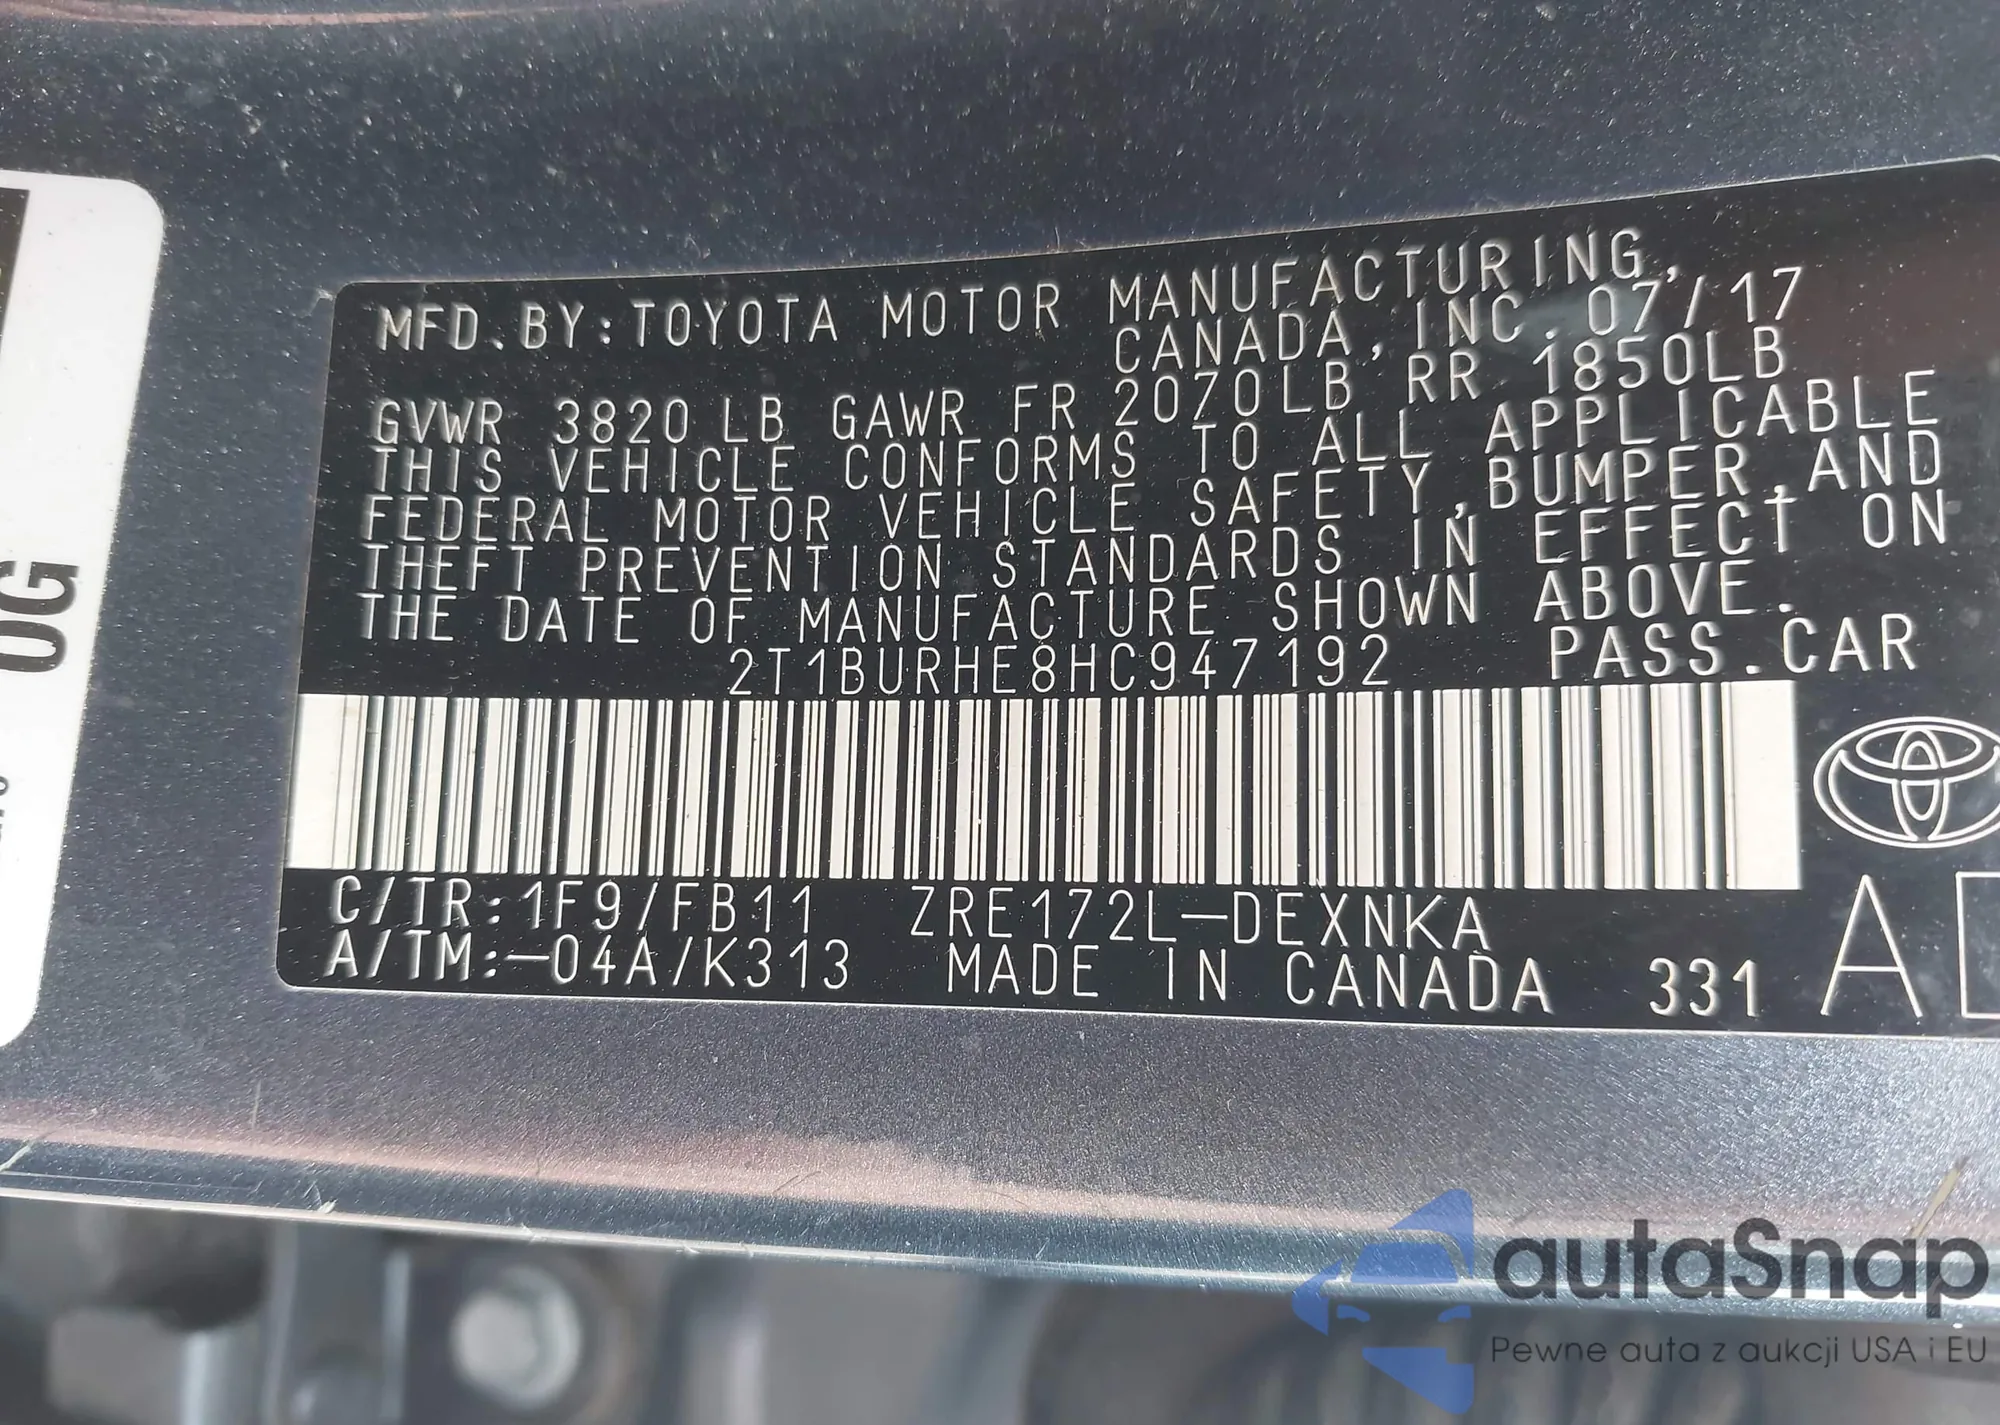 MFD.BY:TOYOTA MOTOR MANUFACTURING,
CANADA,INC.07/17
GVWR 3820LB GAWR FR 2070LB RR 1850LB
THIS VEHICLE CONFORMS TO ALL APPLICABLE
FEDERAL MOTOR VEHICLE SAFETY,BUMPER,AND
THEFT PREVENTION STANDARDS IN EFFECT ON
THE DATE OF MANUFACTURE SHOWN ABOVE.
2T1BURHE8HC947192 PASS.CAR
C/TR:1F9/FB11 ZRE172L-DEXNKA
A/TM:-04A/K313 MADE IN CANADA 331 A
0G
autaSnap
Pewne auta z aukcji USA i EU